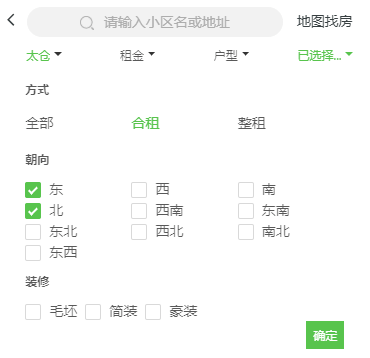 请输入小区名或地址 地图找房
太仓 租金 户型 已选择...
方式
全部 合租 整租
朝向
东 西 南
北 西南 东南
东北 西北 南北
东西
装修
毛坯 简装 豪装
确定